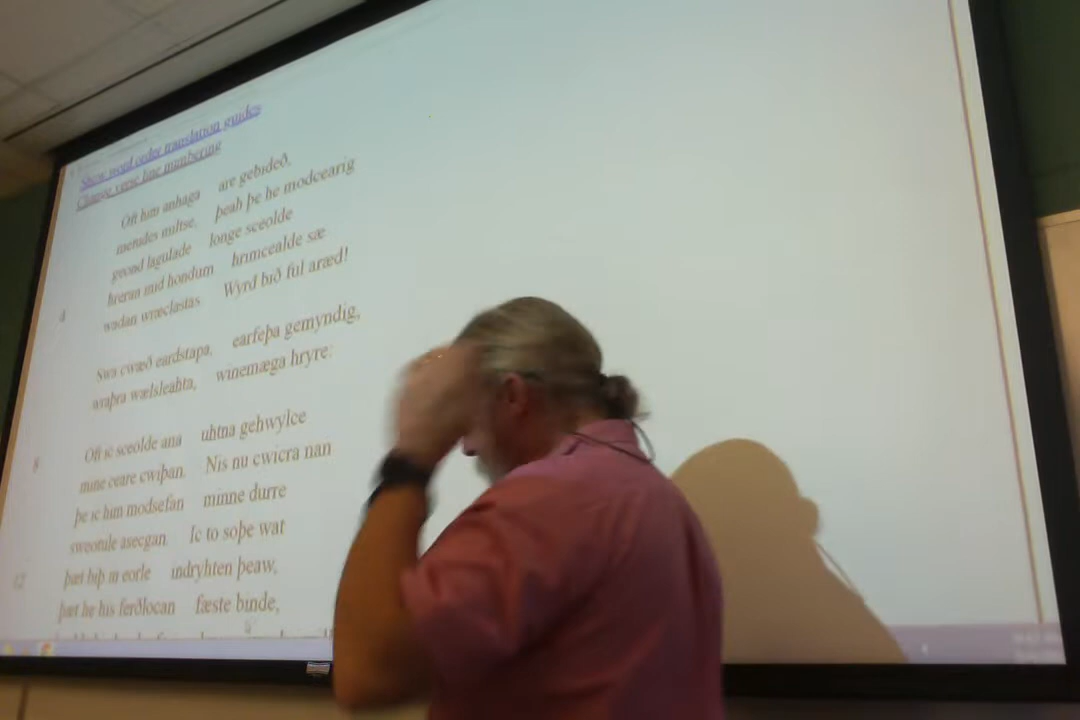 Show word order translation guides
Change verse line numbering
Oft him anhaga are gebideð,
metudes miltse, þeah þe he modcearig
geond lagulade longe sceolde
hreran mid hondum hrimcealde sæ
4 wadan wræclastas Wyrd bið ful aræd!
Swa cwæð eardstapa, earfeþa gemyndig,
wraþra wælsleahta, winemæga hryre:
8 Oft ic sceolde ana uhtna gehwylce
mine ceare cwiþan. Nis nu cwicra nan
þe ic him modsefan minne durre
sweotule asecgan. Ic to soþe wat
12 þæt biþ in eorle indryhten þeaw,
þæt he his ferðlocan fæste binde,